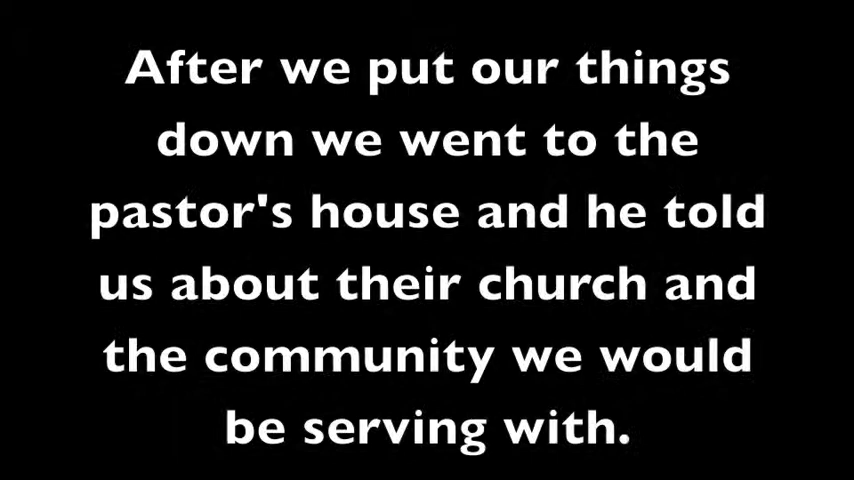 After we put our things
down we went to the
pastor's house and he told
us about their church and
the community we would
be serving with.